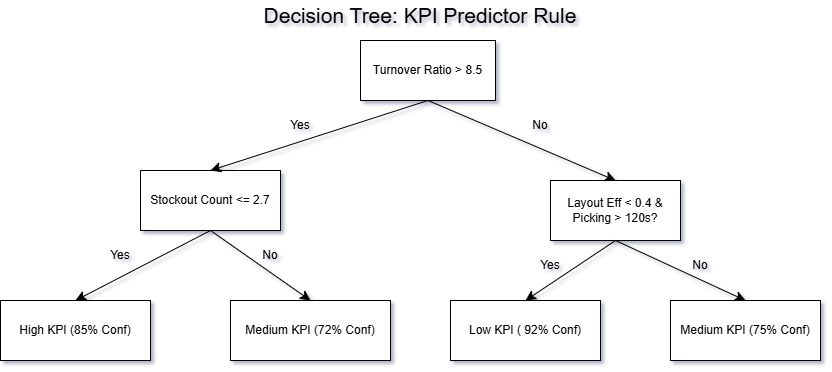 Decision Tree: KPI Predictor Rule
Turnover Ratio > 8.5
Yes
No
Stockout Count <= 2.7
Layout Eff < 0.4 &
Picking > 120s?
Yes
No
Yes
No
High KPI (85% Conf)
Medium KPI (72% Conf)
Low KPI ( 92% Conf)
Medium KPI (75% Conf)